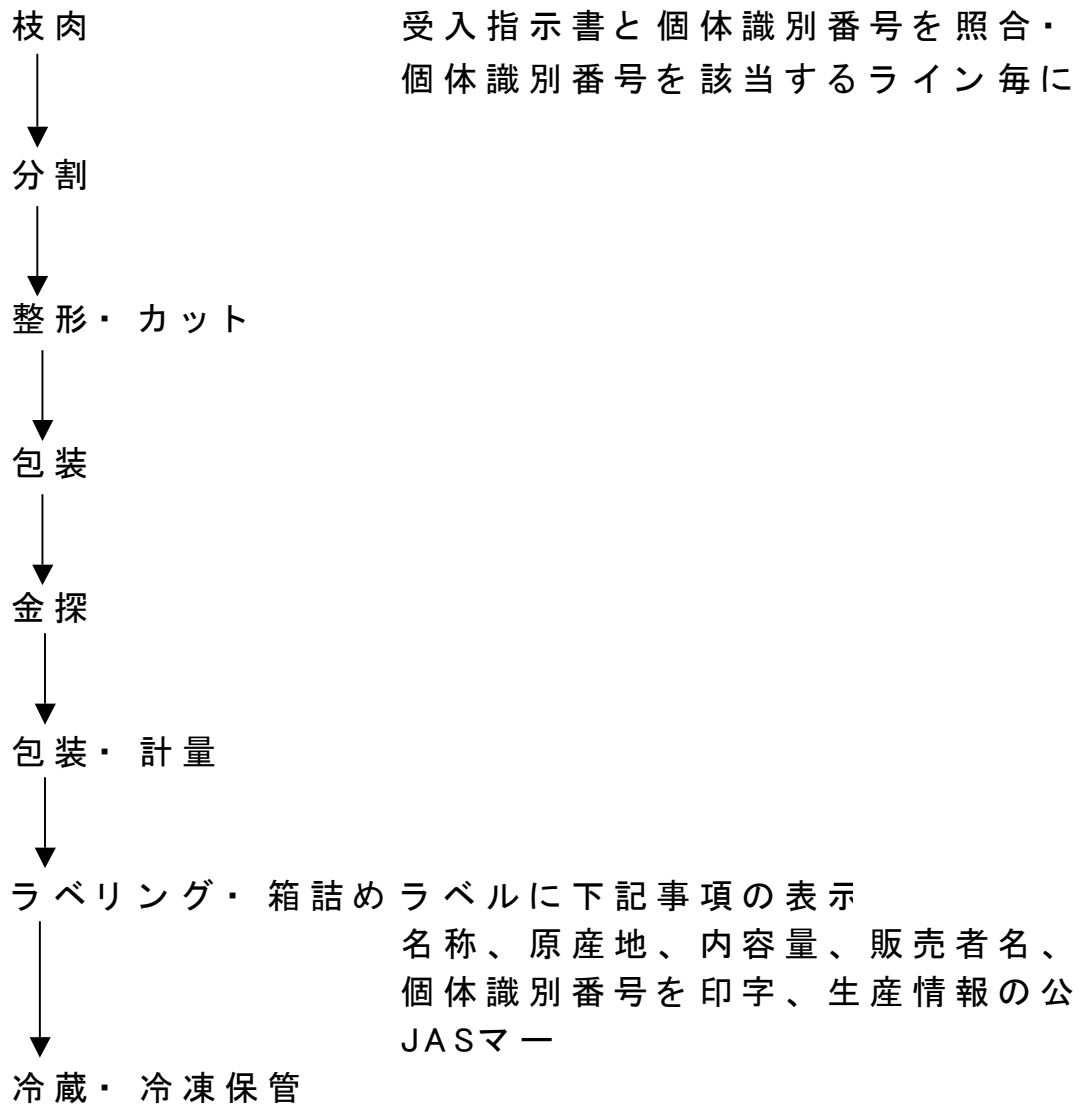 枝肉 受入指示書と個体識別番号を照合・
個体識別番号を該当するライン毎に
分割
整形・カット
包装
金探
包装・計量
ラベリング・箱詰め ラベルに下記事項の表示
名称、原産地、内容量、販売者名、
個体識別番号を印字、生産情報の公
JASマー
冷蔵・冷凍保管